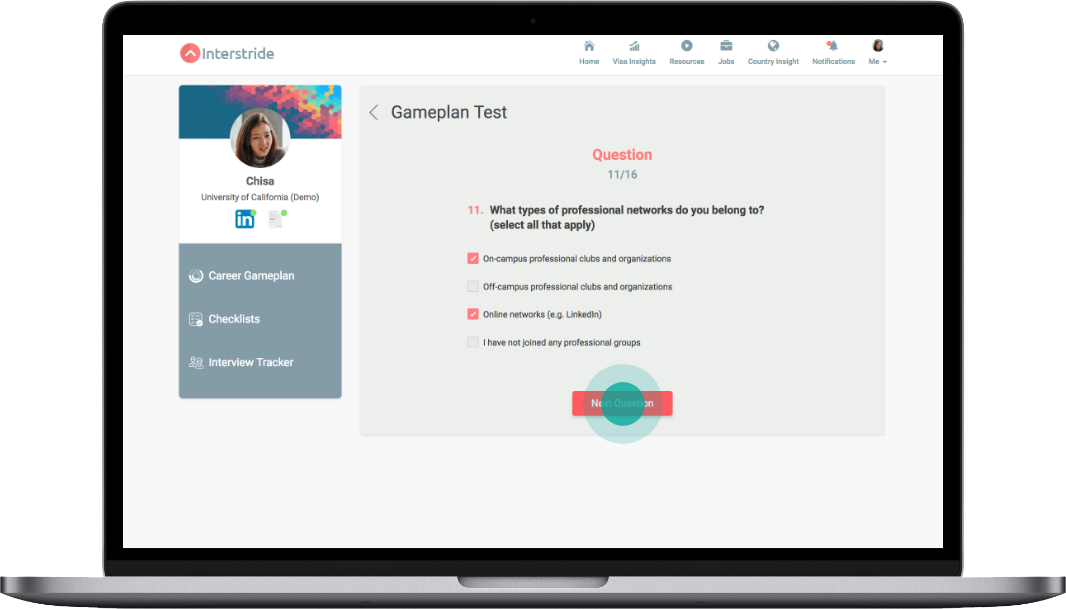 Interstride
Home
Visa Insights
Resources
Jobs
Country Insight
Notifications
Me
Chisa
University of California (Demo)
in
Career Gameplan
Checklists
Interview Tracker
Gameplan Test
Question
11/16
11. What types of professional networks do you belong to?
(select all that apply)
On-campus professional clubs and organizations
Off-campus professional clubs and organizations
Online networks (e.g. LinkedIn)
I have not joined any professional groups
Next Question